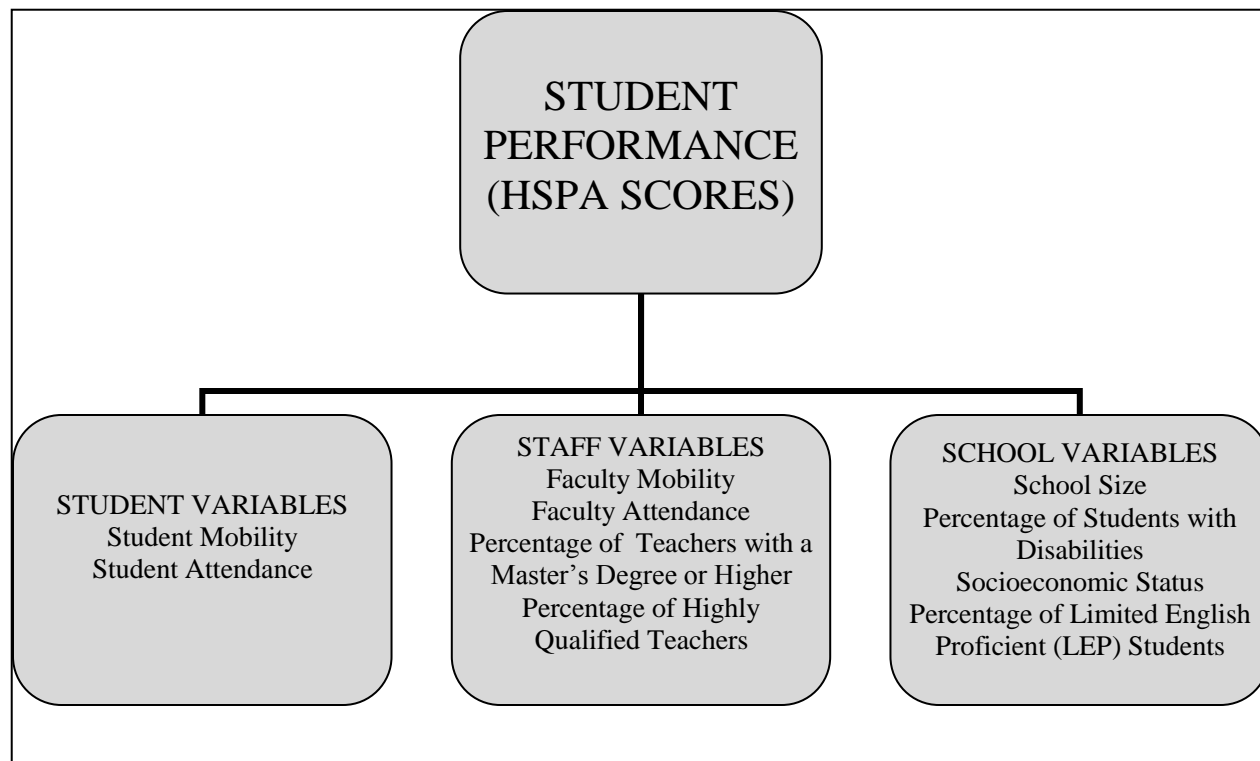 STUDENT
PERFORMANCE
(HSPA SCORES)
STUDENT VARIABLES
Student Mobility
Student Attendance
STAFF VARIABLES
Faculty Mobility
Faculty Attendance
Percentage of Teachers with a
Master’s Degree or Higher
Percentage of Highly
Qualified Teachers
SCHOOL VARIABLES
School Size
Percentage of Students with
Disabilities
Socioeconomic Status
Percentage of Limited English
Proficient (LEP) Students